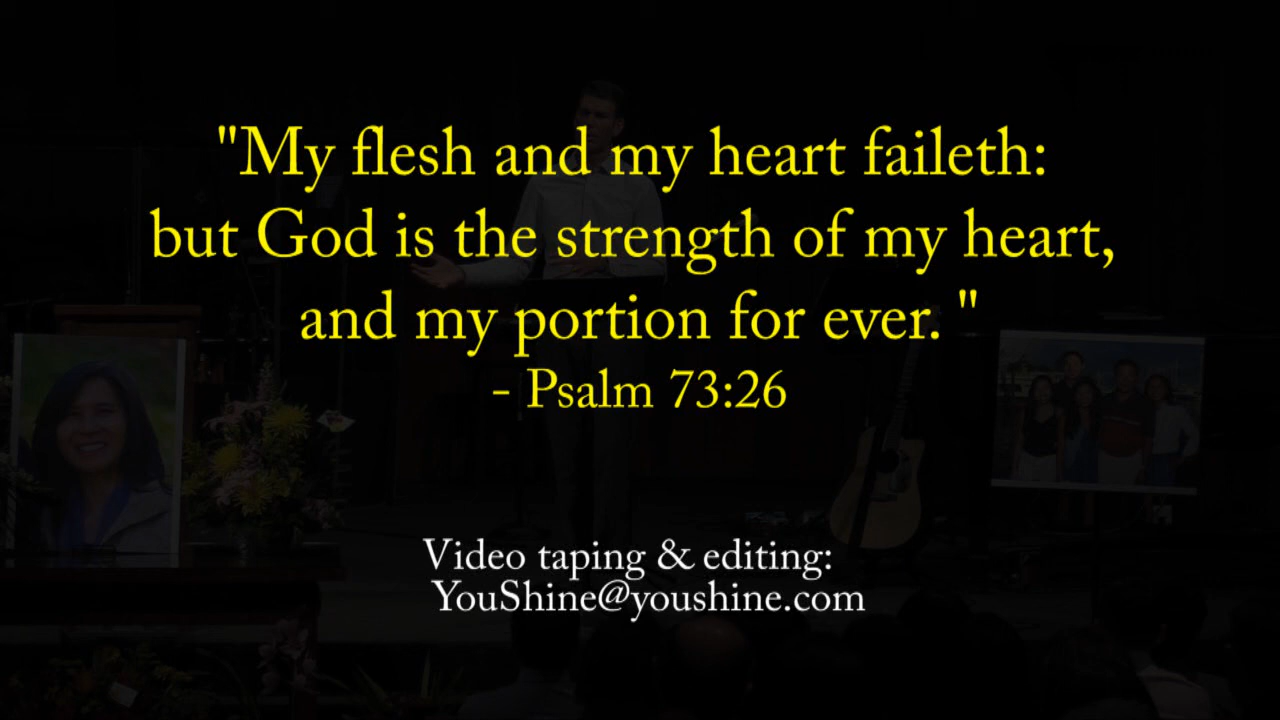 "My flesh and my heart faileth:
but God is the strength of my heart,
and my portion for ever. "
- Psalm 73:26
Video taping & editing:
YouShine@youshine.com